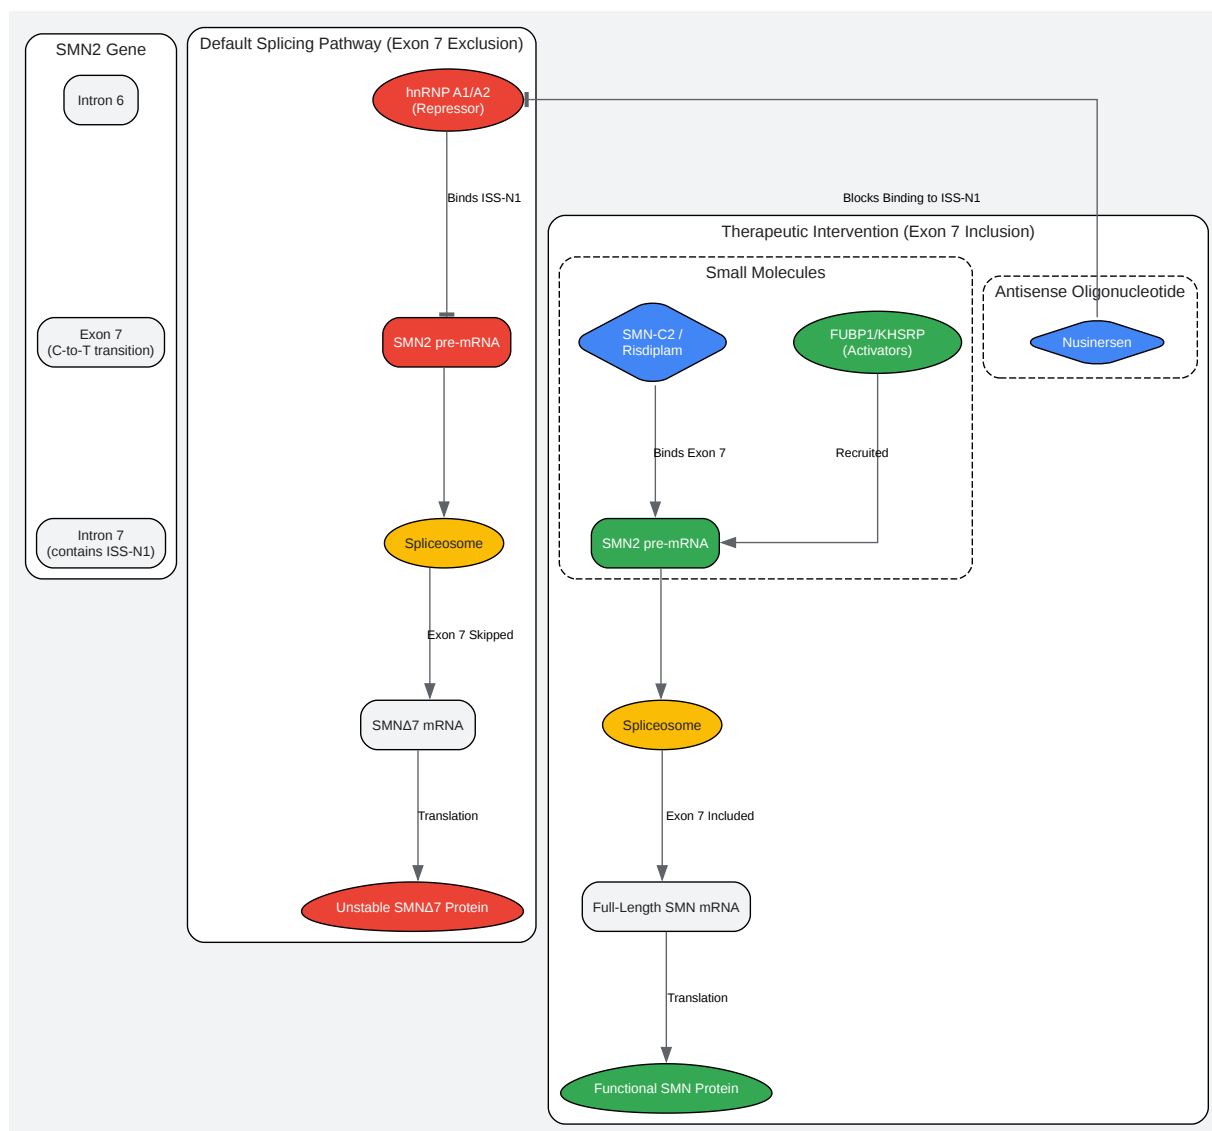 SMN2 Gene
Intron 6
Exon 7
(C-to-T transition)
Intron 7
(contains ISS-N1)
Default Splicing Pathway (Exon 7 Exclusion)
hnRNP A1/A2
(Repressor)
Binds ISS-N1
SMN2 pre-mRNA
Spliceosome
Exon 7 Skipped
SMNΔ7 mRNA
Translation
Unstable SMNΔ7 Protein
Blocks Binding to ISS-N1
Therapeutic Intervention (Exon 7 Inclusion)
Small Molecules
SMN-C2 /
Risdiplam
FUBP1/KHSRP
(Activators)
Binds Exon 7
Recruited
SMN2 pre-mRNA
Antisense Oligonucleotide
Nusinersen
Spliceosome
Exon 7 Included
Full-Length SMN mRNA
Translation
Functional SMN Protein